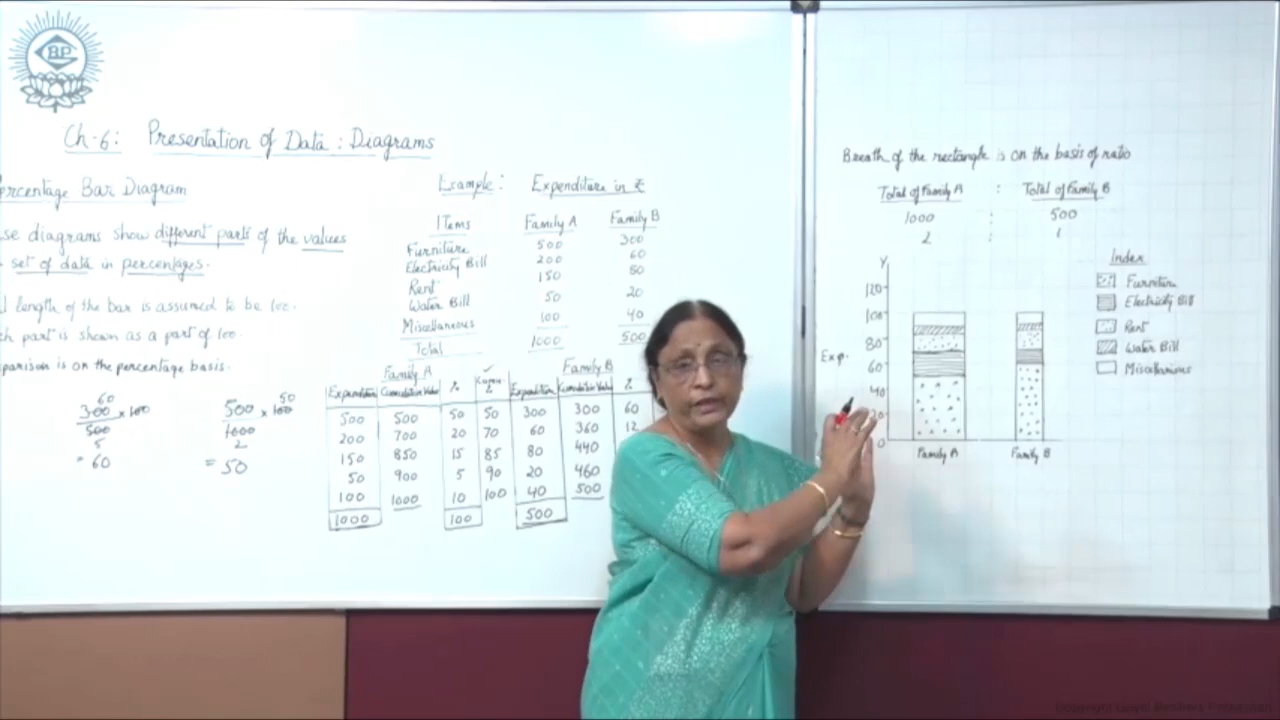 BP
Ch-6: Presentation of Data : Diagrams
ercentage Bar Diagram
se diagrams show different parts of the values
set of data in percentages.
l length of the bar is assumed to be 100.
ch part is shown as a part of 100.
mparison is on the percentage basis.
60
300 x 100
500
5
= 60
50
500 x 100
1000
2
= 50
Example: Expenditure in ₹
Items Family A Family B
Furniture 500 300
Electricity Bill 200 60
Rent 150 80
Water Bill 50 20
Miscellaneous 100 40
Total 1000 500
Family A Family B
Expenditure Cumulative Value % % Expenditure Cumulative Value %
500 500 50 50 300 300 60
200 700 20 70 60 360 12
150 850 15 85 80 440
50 900 5 90 20 460
100 1000 10 100 40 500
1000 100 500
Breath of the rectangle is on the basis of ratio
Total of Family A : Total of Family B
1000 : 500
2 : 1
Y
120
100
80
60
40
20
0
Exp.
Family A Family B
Index
Furniture
Electricity Bill
Rent
Water Bill
Miscellanious